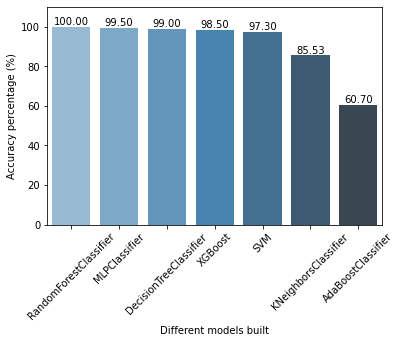 Accuracy percentage (%)
100
80
60
40
20
0
100.00
99.50
99.00
98.50
97.30
85.53
60.70
RandomForestClassifier
MLPClassifier
DecisionTreeClassifier
XGBoost
SVM
KNeighborsClassifier
AdaBoostClassifier
Different models built